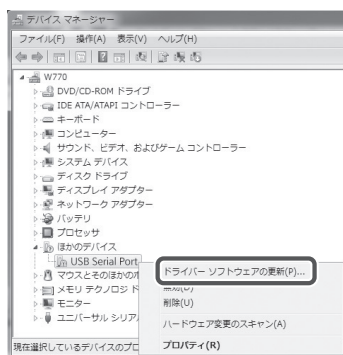 デバイス マネージャー
ファイル(F) 操作(A) 表示(V) ヘルプ(H)
W770
DVD/CD-ROM ドライブ
IDE ATA/ATAPI コントローラー
キーボード
コンピューター
サウンド、ビデオ、およびゲーム コントローラー
システム デバイス
ディスク ドライブ
ディスプレイ アダプター
ネットワーク アダプター
バッテリ
プロセッサ
ほかのデバイス
USB Serial Port
マウスとそのほかの
メモリ テクノロジ
モニター
ユニバーサル シリア
ドライバー ソフトウェアの更新(P)...
無効(D)
削除(U)
ハードウェア変更のスキャン(A)
プロパティ(R)
現在選択しているデバイスのプロ